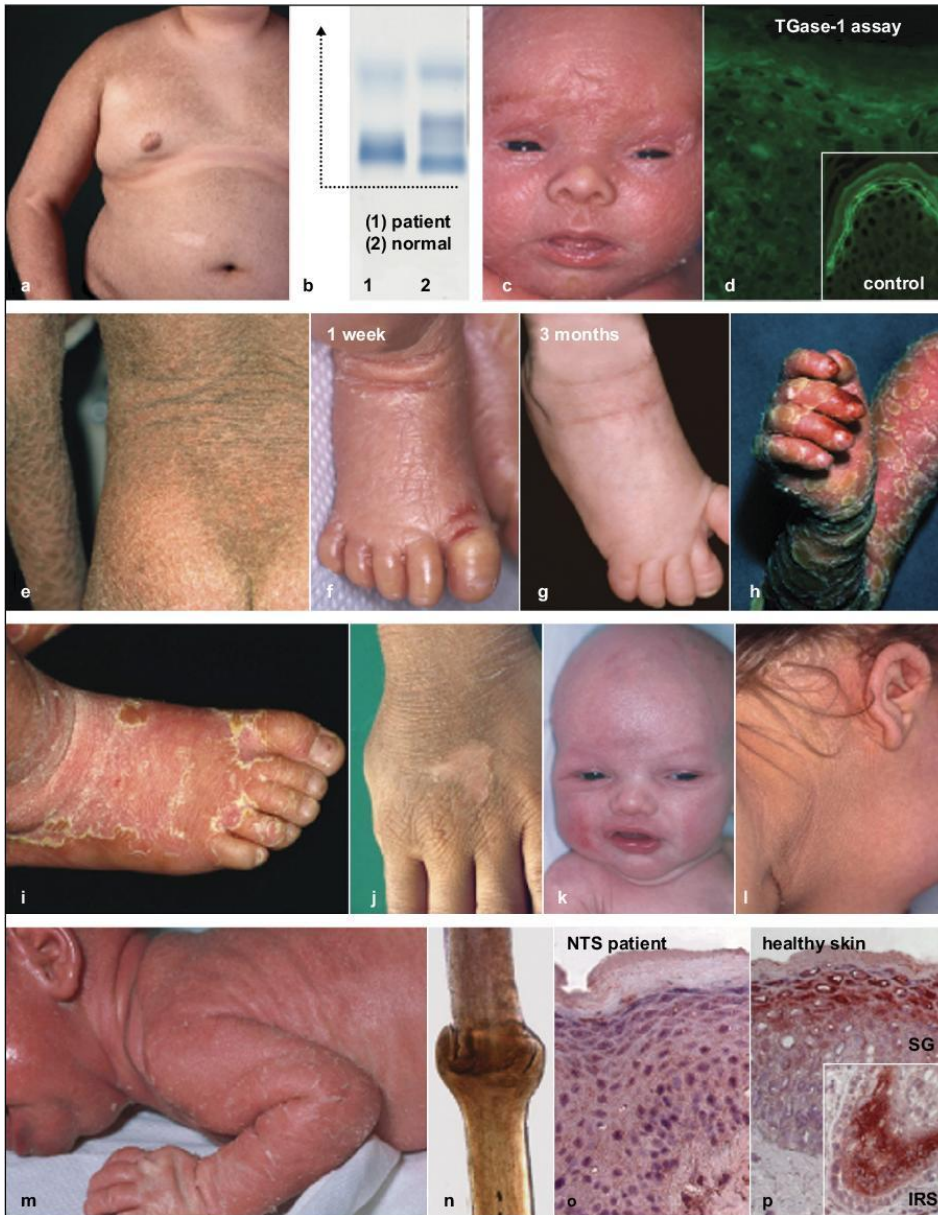 TGase-1 assay
(1) patient
(2) normal
control
a
b
1 2
c
d
1 week
3 months
e
f
g
h
i
j
k
l
NTS patient
healthy skin
SG
m
n
o
p
IRS